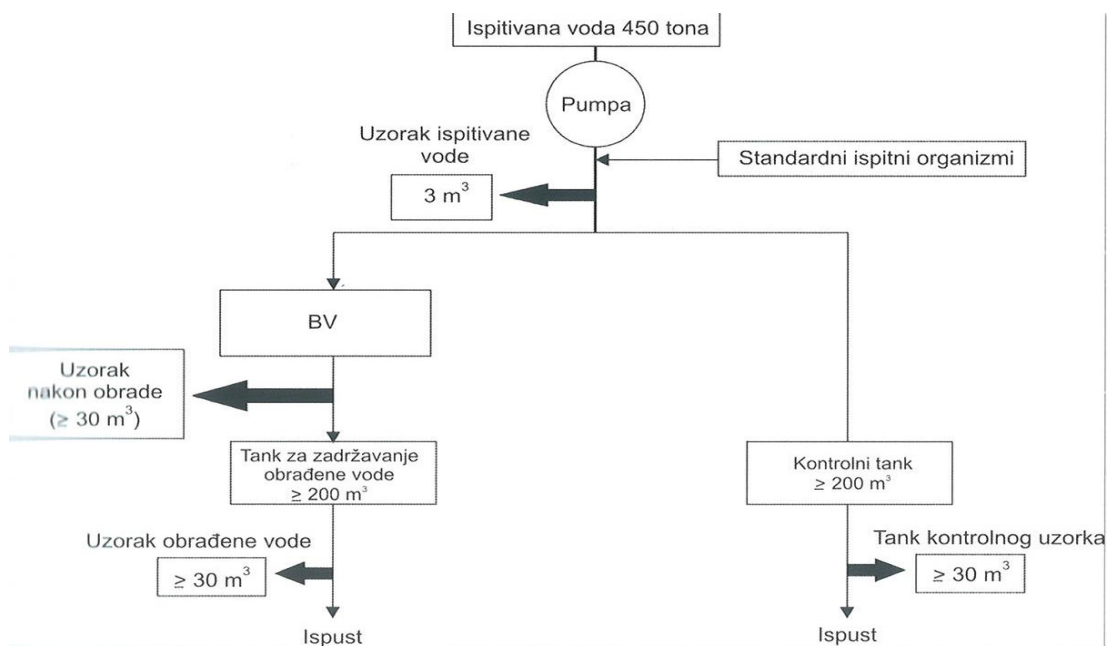 Ispitivana voda 450 tona
Pumpa
Uzorak ispitivane
vode
3 m³
Standardni ispitni organizmi
BV
Uzorak
nakon obrade
(≥ 30 m³)
Tank za zadržavanje
obrađene vode
≥ 200 m³
Kontrolni tank
≥ 200 m³
Uzorak obrađene vode
≥ 30 m³
Tank kontrolnog uzorka
≥ 30 m³
Ispust
Ispust